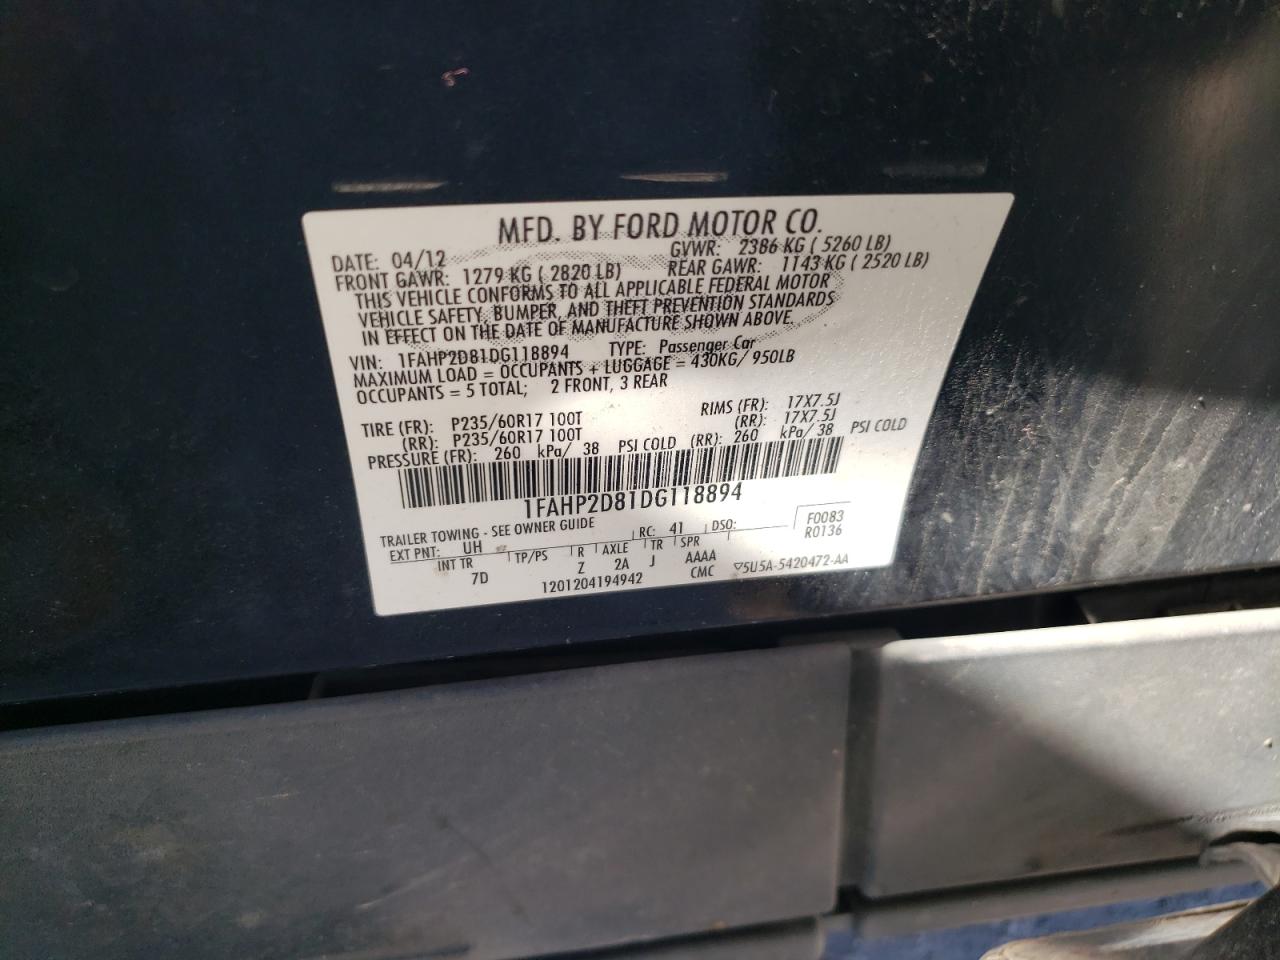 MFD. BY FORD MOTOR CO.
DATE: 04/12 GVWR: 2386 KG ( 5260 LB)
FRONT GAWR: 1279 KG ( 2820 LB) REAR GAWR: 1143 KG ( 2520 LB)
THIS VEHICLE CONFORMS TO ALL APPLICABLE FEDERAL MOTOR
VEHICLE SAFETY, BUMPER, AND THEFT PREVENTION STANDARDS
IN EFFECT ON THE DATE OF MANUFACTURE SHOWN ABOVE.
VIN: 1FAHP2D81DG118894 TYPE: Passenger Car
MAXIMUM LOAD = OCCUPANTS + LUGGAGE = 430KG/ 950LB
OCCUPANTS = 5 TOTAL; 2 FRONT, 3 REAR
TIRE (FR): P235/60R17 100T RIMS (FR): 17X7.5J
(RR): P235/60R17 100T (RR): 17X7.5J
PRESSURE (FR): 260 kPa/ 38 PSI COLD (RR): 260 kPa/ 38 PSI COLD
1FAHP2D81DG118894
TRAILER TOWING - SEE OWNER GUIDE F0083
EXT PNT: UH RC: 41 DSO: R0136
INT TR TP/PS R AXLE TR SPR
7D Z 2A J AAAA
1201204194942 CMC ▽5U5A-5420472-AA